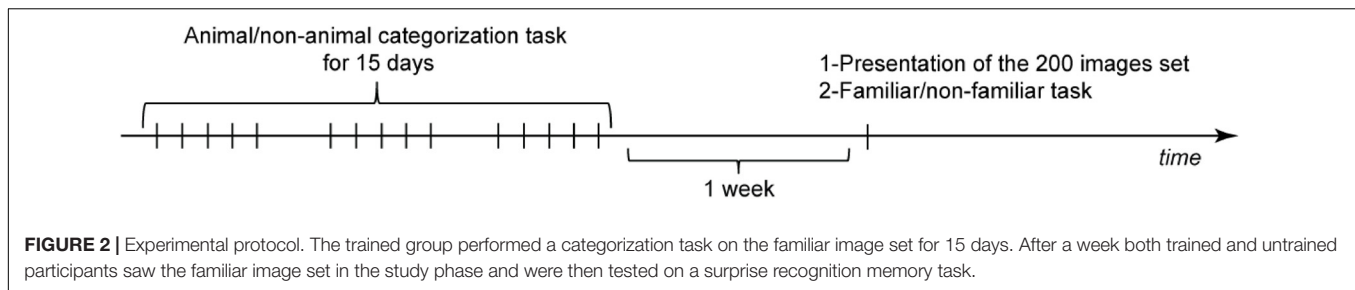 Animal/non-animal categorization task
for 15 days
1-Presentation of the 200 images set
2-Familiar/non-familiar task
time
1 week
FIGURE 2 | Experimental protocol. The trained group performed a categorization task on the familiar image set for 15 days. After a week both trained and untrained
participants saw the familiar image set in the study phase and were then tested on a surprise recognition memory task.